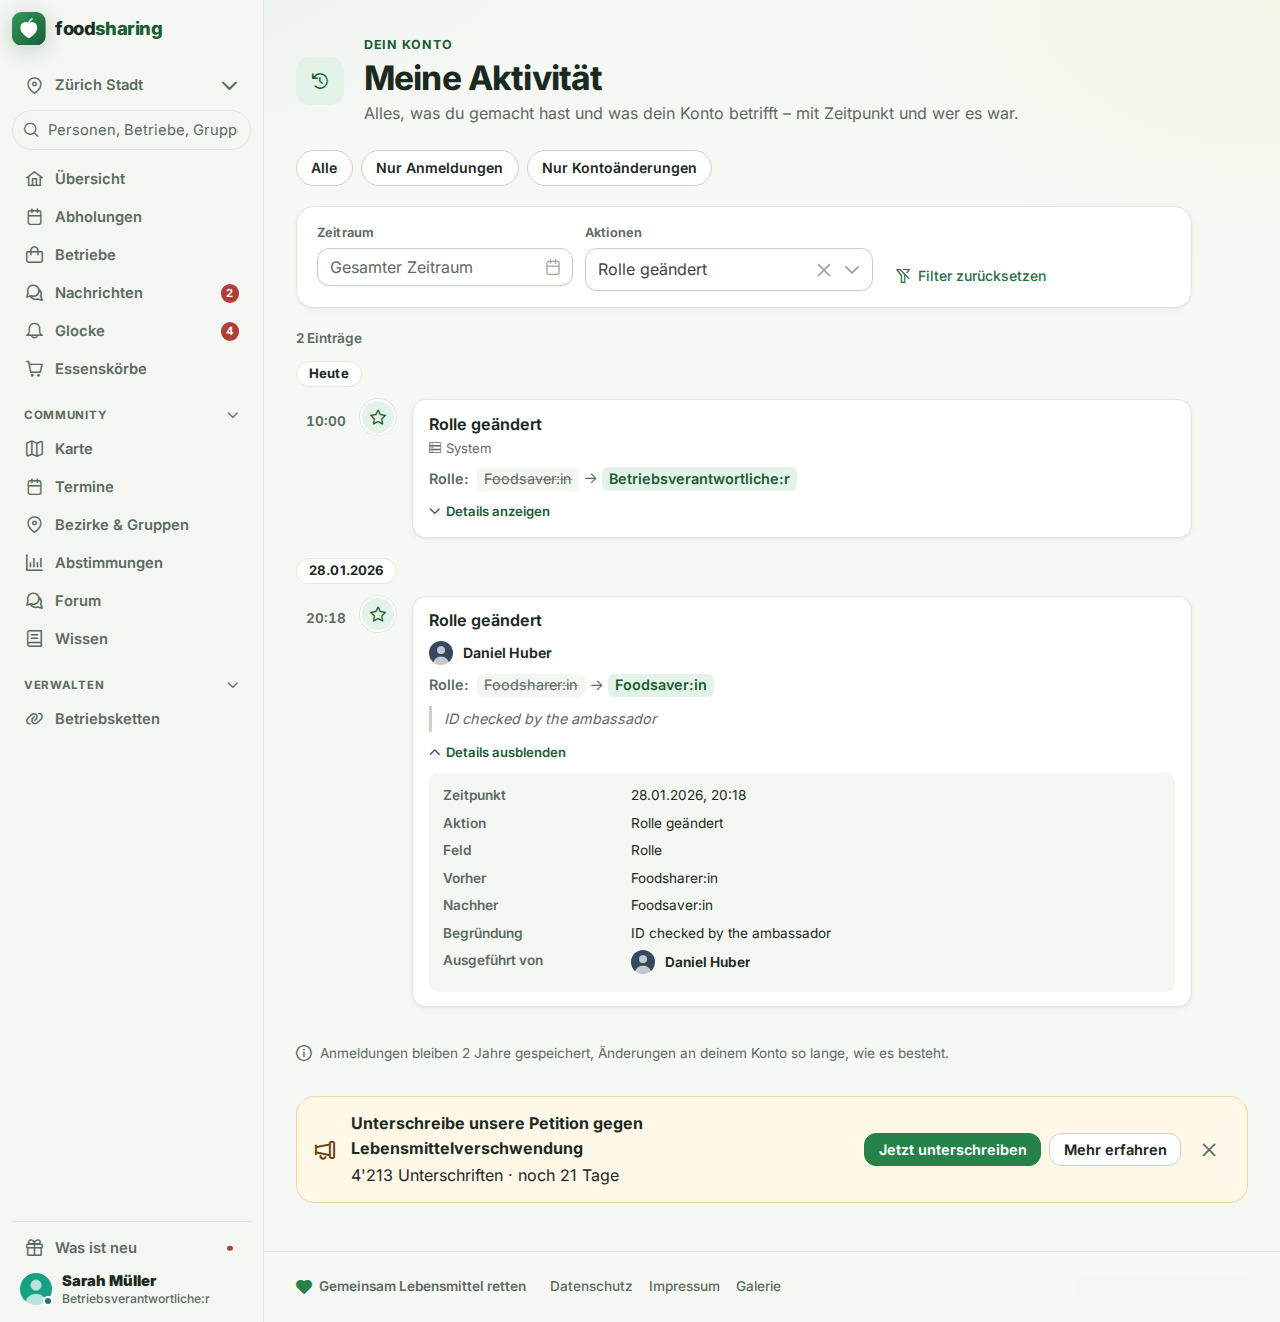 foodsharing
Zürich Stadt
Personen, Betriebe, Grupp
Übersicht
Abholungen
Betriebe
Nachrichten 2
Glocke 4
Essenskörbe
COMMUNITY
Karte
Termine
Bezirke & Gruppen
Abstimmungen
Forum
Wissen
VERWALTEN
Betriebsketten
Was ist neu
Sarah Müller
Betriebsverantwortliche:r
DEIN KONTO
Meine Aktivität
Alles, was du gemacht hast und was dein Konto betrifft – mit Zeitpunkt und wer es war.
Alle Nur Anmeldungen Nur Kontoänderungen
Zeitraum Aktionen
Gesamter Zeitraum Rolle geändert Filter zurücksetzen
2 Einträge
Heute
10:00 Rolle geändert
System
Rolle: Foodsaver:in → Betriebsverantwortliche:r
Details anzeigen
28.01.2026
20:18 Rolle geändert
Daniel Huber
Rolle: Foodsharer:in → Foodsaver:in
ID checked by the ambassador
Details ausblenden
Zeitpunkt 28.01.2026, 20:18
Aktion Rolle geändert
Feld Rolle
Vorher Foodsharer:in
Nachher Foodsaver:in
Begründung ID checked by the ambassador
Ausgeführt von Daniel Huber
Anmeldungen bleiben 2 Jahre gespeichert, Änderungen an deinem Konto so lange, wie es besteht.
Unterschreibe unsere Petition gegen
Lebensmittelverschwendung
4'213 Unterschriften · noch 21 Tage
Jetzt unterschreiben Mehr erfahren
Gemeinsam Lebensmittel retten Datenschutz Impressum Galerie